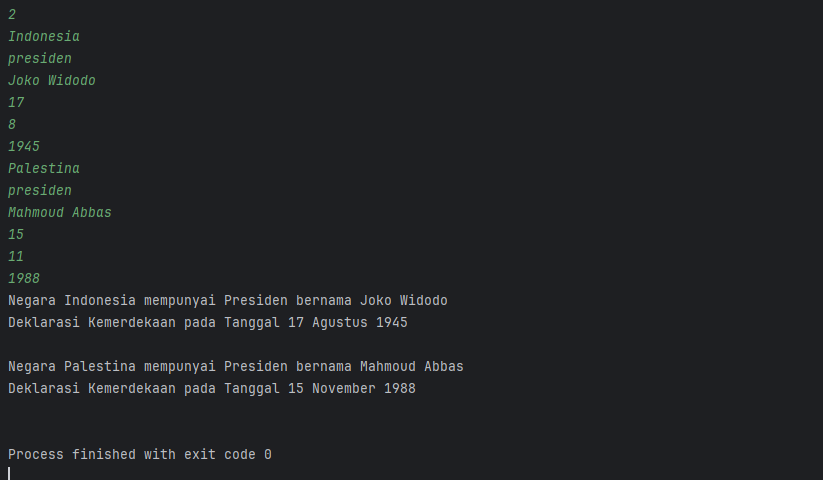 2
Indonesia
presiden
Joko Widodo
17
8
1945
Palestina
presiden
Mahmoud Abbas
15
11
1988
Negara Indonesia mempunyai Presiden bernama Joko Widodo
Deklarasi Kemerdekaan pada Tanggal 17 Agustus 1945
Negara Palestina mempunyai Presiden bernama Mahmoud Abbas
Deklarasi Kemerdekaan pada Tanggal 15 November 1988
Process finished with exit code 0